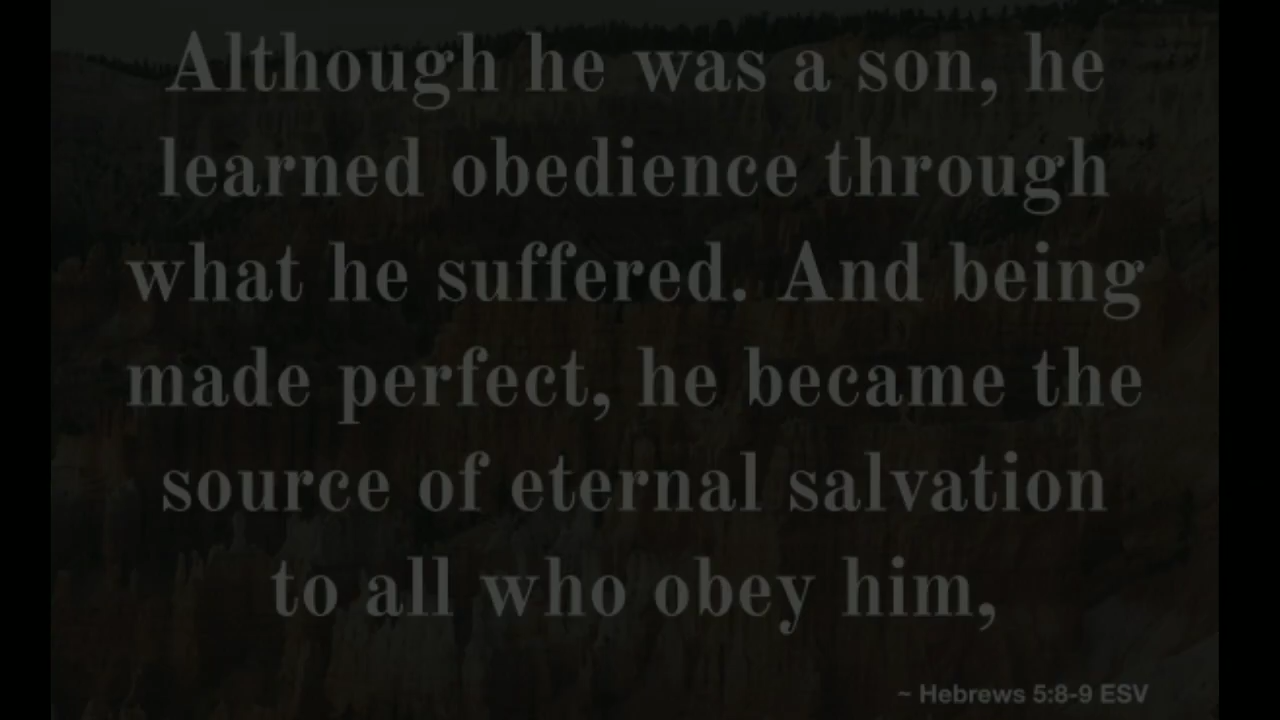 Although he was a son, he
learned obedience through
what he suffered. And being
made perfect, he became the
source of eternal salvation
to all who obey him,
~ Hebrews 5:8-9 ESV